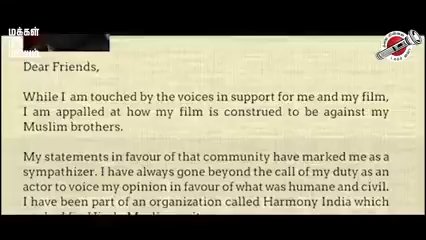 மக்கள்
Dear Friends,
While I am touched by the voices in support for me and my film,
I am appalled at how my film is construed to be against my
Muslim brothers.
My statements in favour of that community have marked me as a
sympathizer. I have always gone beyond the call of my duty as an
actor to voice my opinion in favour of what was humane and civil.
I have been part of an organization called Harmony India which